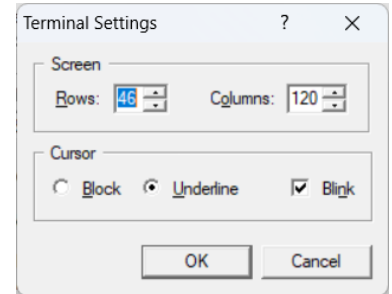 Terminal Settings ? ×
Screen
Rows: 46 Columns: 120
Cursor
Block Underline Blink
OK Cancel